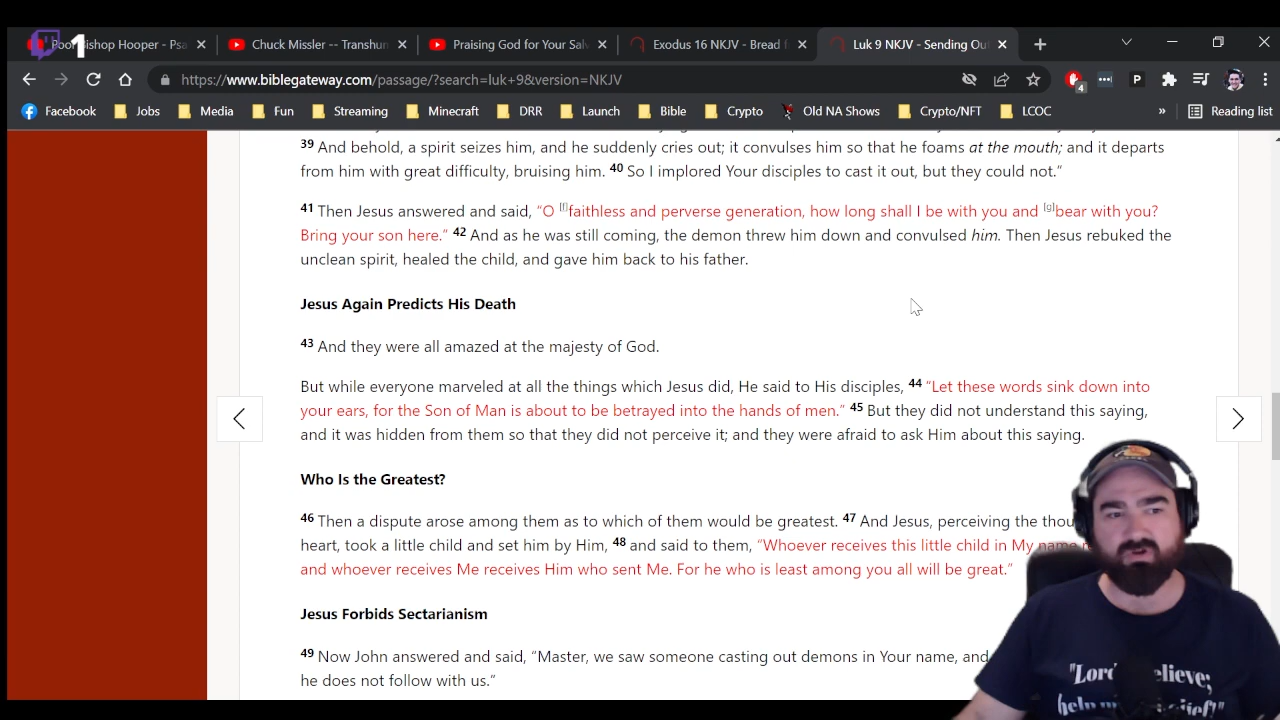 1
Poor Bishop Hooper - Psa
Chuck Missler -- Transhun
Praising God for Your Sal
Exodus 16 NKJV - Bread f
Luk 9 NKJV - Sending Out
https://www.biblegateway.com/passage/?search=luk+9&version=NKJV
4
P
Facebook
Jobs
Media
Fun
Streaming
Minecraft
DRR
Launch
Bible
Crypto
Old NA Shows
Crypto/NFT
LCOC
»
Reading list
39 And behold, a spirit seizes him, and he suddenly cries out; it convulses him so that he foams at the mouth; and it departs
from him with great difficulty, bruising him. 40 So I implored Your disciples to cast it out, but they could not.”
41 Then Jesus answered and said, “O [f]faithless and perverse generation, how long shall I be with you and [g]bear with you?
Bring your son here.” 42 And as he was still coming, the demon threw him down and convulsed him. Then Jesus rebuked the
unclean spirit, healed the child, and gave him back to his father.
Jesus Again Predicts His Death
43 And they were all amazed at the majesty of God.
But while everyone marveled at all the things which Jesus did, He said to His disciples, 44 “Let these words sink down into
your ears, for the Son of Man is about to be betrayed into the hands of men.” 45 But they did not understand this saying,
and it was hidden from them so that they did not perceive it; and they were afraid to ask Him about this saying.
Who Is the Greatest?
46 Then a dispute arose among them as to which of them would be greatest. 47 And Jesus, perceiving the thou
heart, took a little child and set him by Him, 48 and said to them, “Whoever receives this little child in My name
and whoever receives Me receives Him who sent Me. For he who is least among you all will be great.”
Jesus Forbids Sectarianism
49 Now John answered and said, “Master, we saw someone casting out demons in Your name, and
he does not follow with us.”
"Lord
elieve;
help